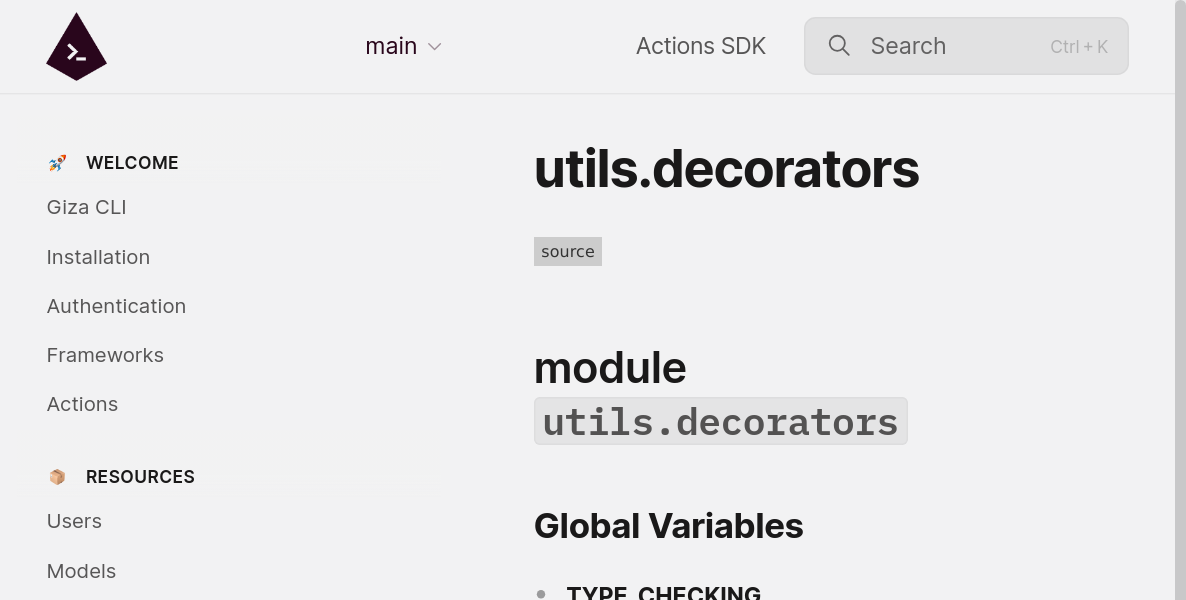 main
Actions SDK
Search
Ctrl + K
WELCOME
Giza CLI
Installation
Authentication
Frameworks
Actions
RESOURCES
Users
Models
utils.decorators
source
module
utils.decorators
Global Variables
TYPE_CHECKING